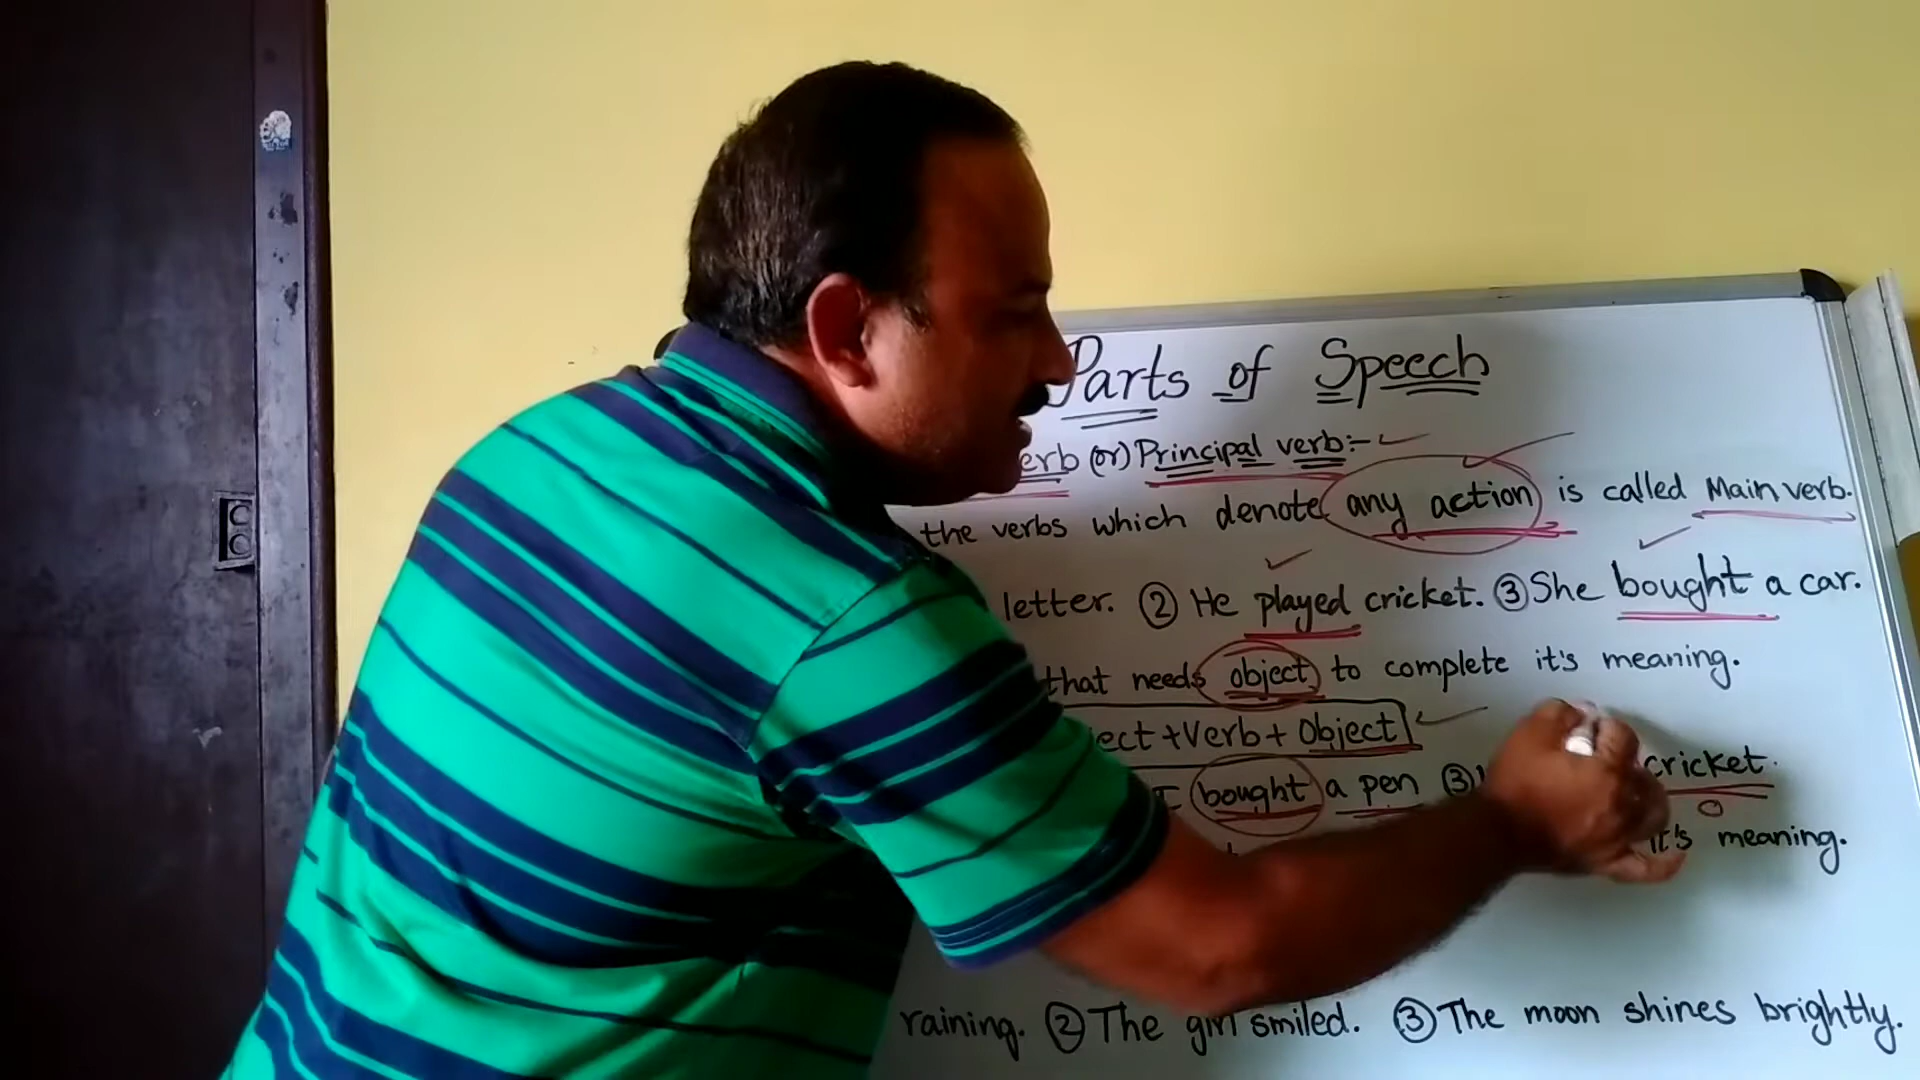 Parts of Speech
erb (or) Principal verb:-
the verbs which denote any action is called Main verb.
letter. ② He played cricket. ③ She bought a car.
that needs object to complete it's meaning.
ect + Verb + Object
I bought a pen ③ cricket.
O
it's meaning.
raining. ② The girl smiled. ③ The moon shines brightly.